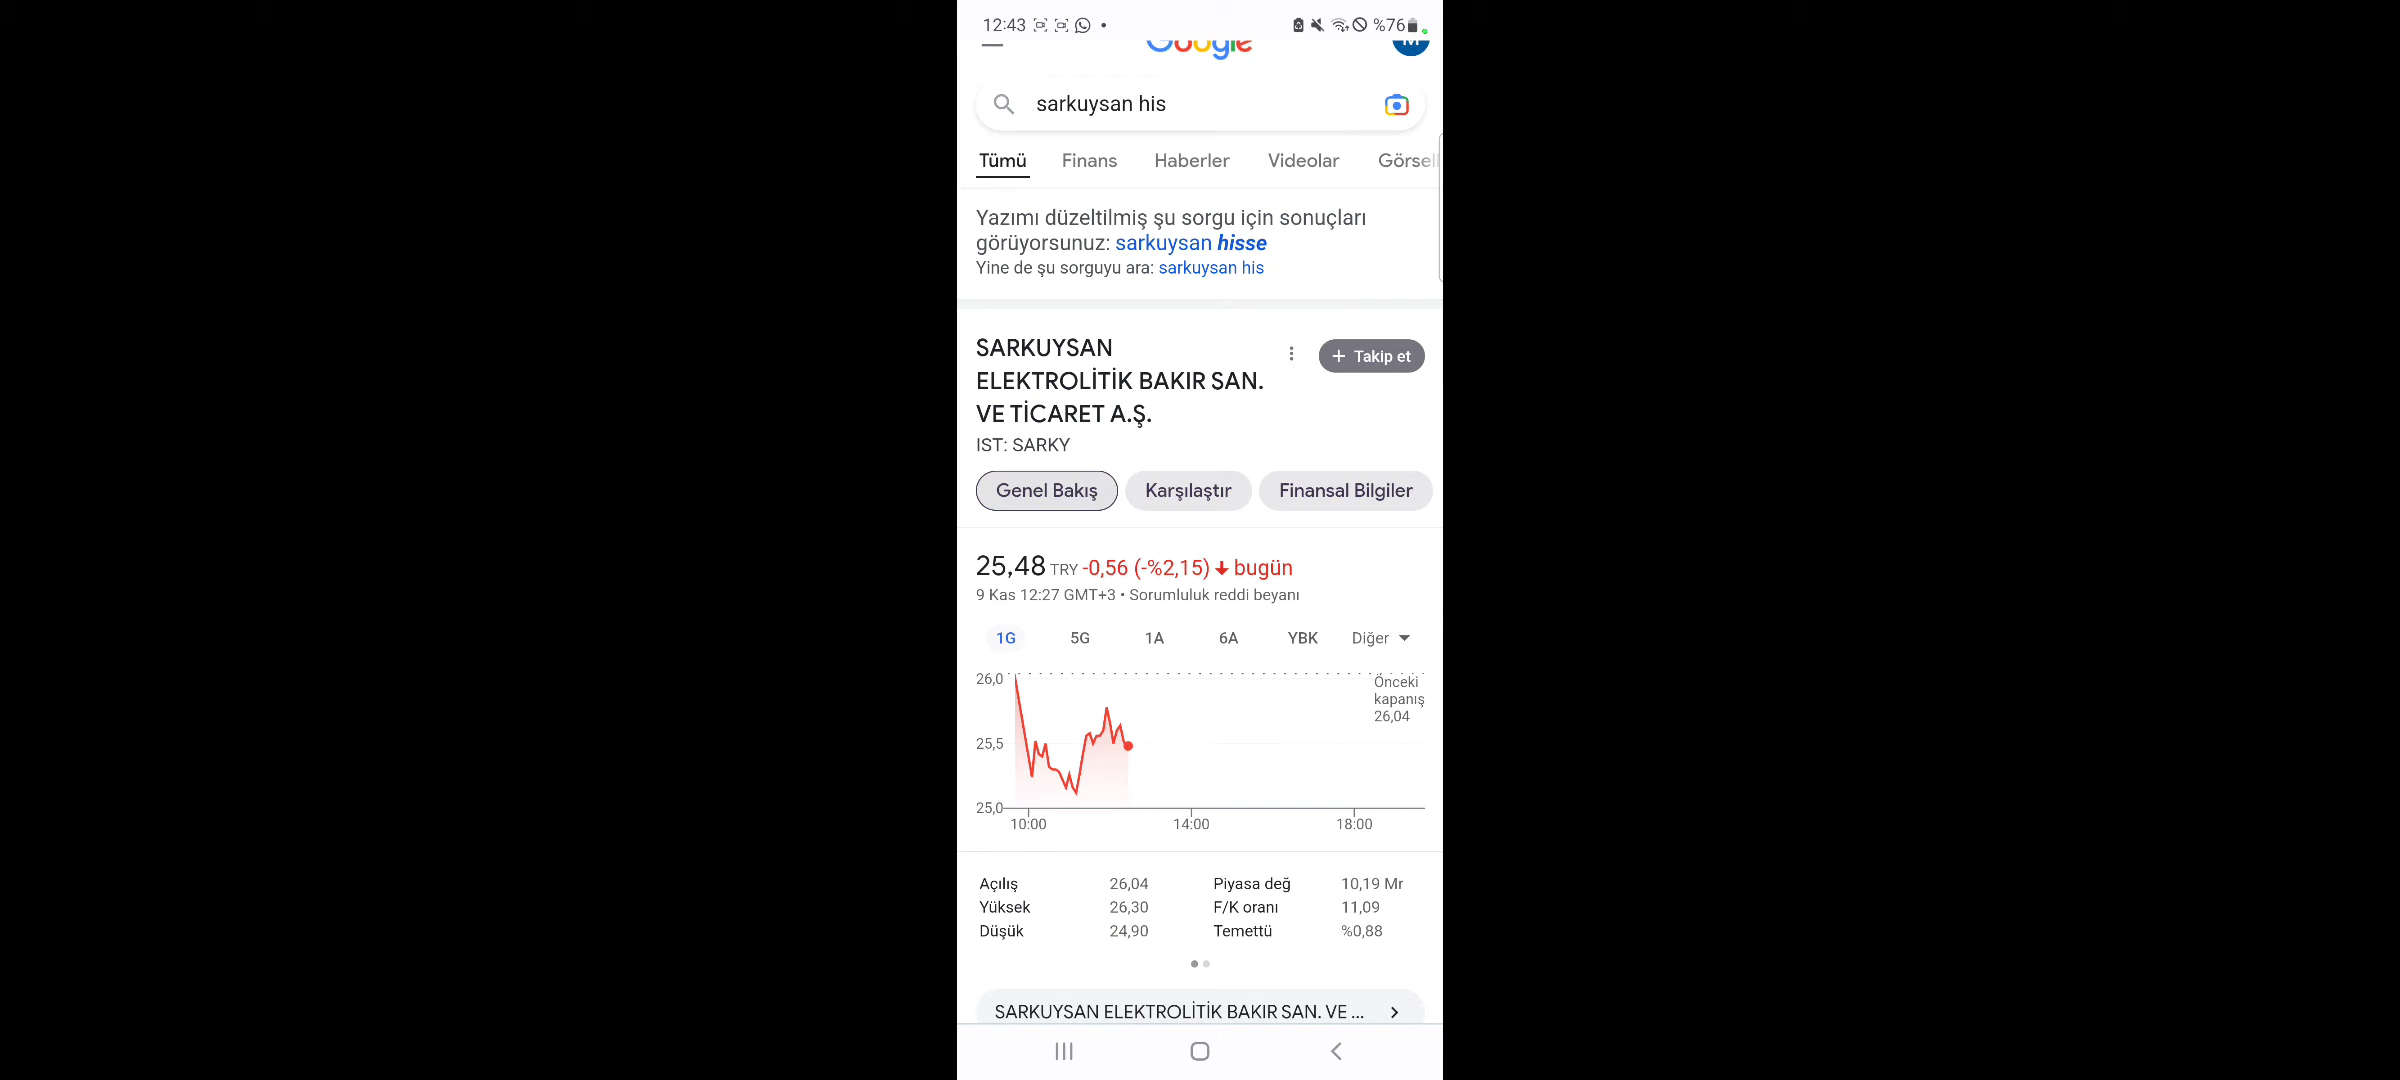 12:43 %76
Google
M
sarkuysan his
Tümü Finans Haberler Videolar Görsell
Yazımı düzeltilmiş şu sorgu için sonuçları
görüyorsunuz: sarkuysan hisse
Yine de şu sorguyu ara: sarkuysan his
SARKUYSAN
ELEKTROLİTİK BAKIR SAN.
VE TİCARET A.Ş.
+ Takip et
IST: SARKY
Genel Bakış Karşılaştır Finansal Bilgiler
25,48 TRY -0,56 (-%2,15) ↓ bugün
9 Kas 12:27 GMT+3 • Sorumluluk reddi beyanı
1G 5G 1A 6A YBK Diğer
26,0
Önceki
kapanış
26,04
25,5
25,0
10:00 14:00 18:00
Açılış 26,04 Piyasa değ 10,19 Mr
Yüksek 26,30 F/K oranı 11,09
Düşük 24,90 Temettü %0,88
SARKUYSAN ELEKTROLİTİK BAKIR SAN. VE ...